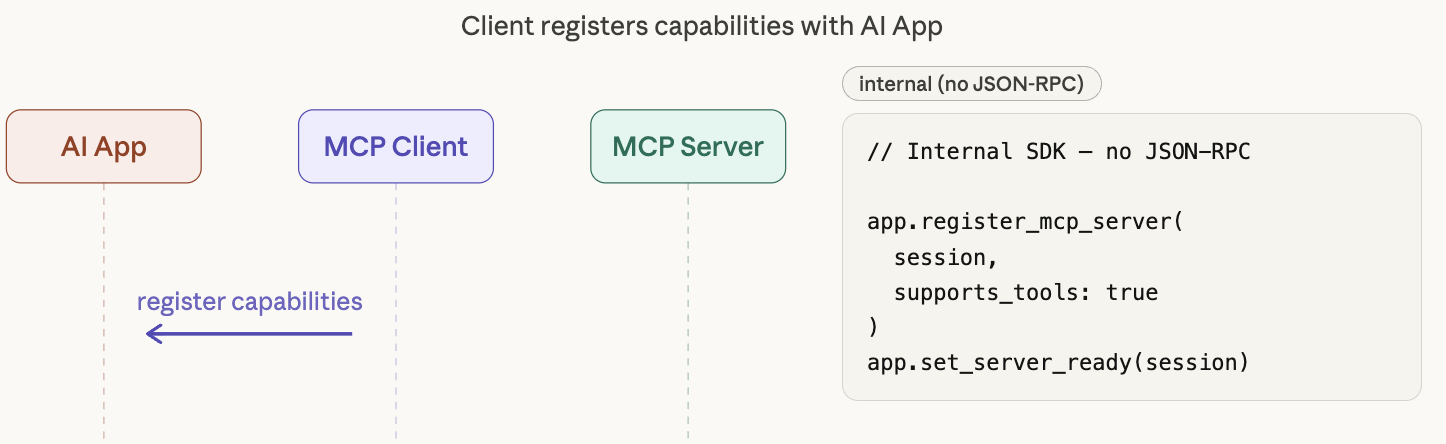 Client registers capabilities with AI App
internal (no JSON-RPC)
AI App
MCP Client
MCP Server
register capabilities
// Internal SDK — no JSON-RPC
app.register_mcp_server(
  session,
  supports_tools: true
)
app.set_server_ready(session)